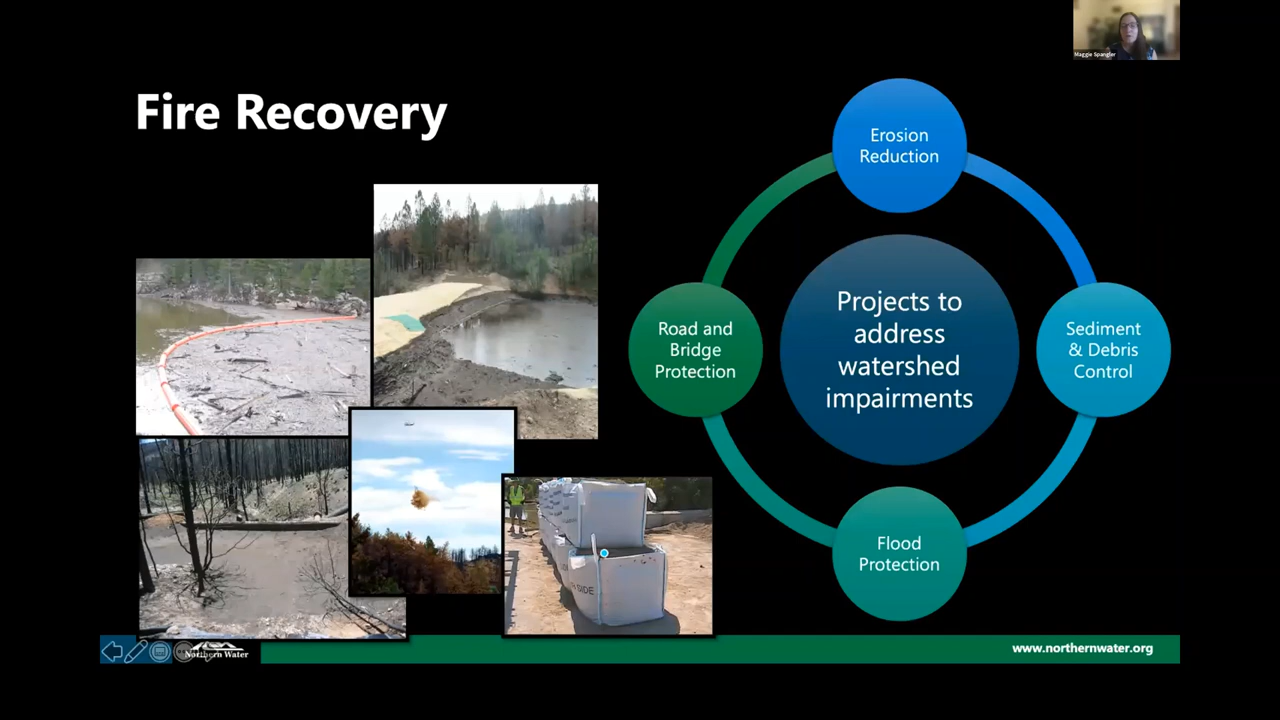 Maggie Spangler
Fire Recovery
Erosion
Reduction
Projects to
address
watershed
impairments
Road and
Bridge
Protection
Sediment
& Debris
Control
Flood
Protection
SIDE
Northern Water
www.northernwater.org